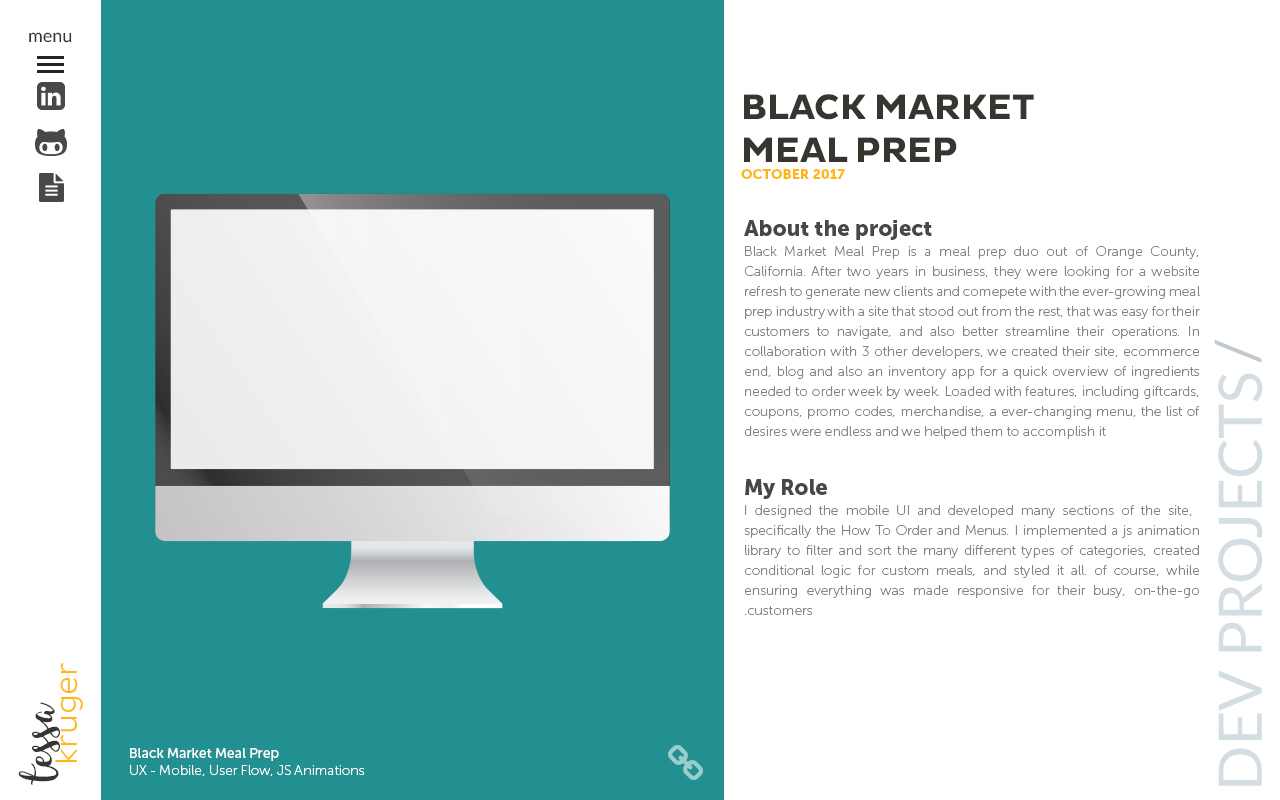 menu
tessa
kruger
Black Market Meal Prep
UX - Mobile, User Flow, JS Animations
BLACK MARKET
MEAL PREP
OCTOBER 2017
About the project
Black Market Meal Prep is a meal prep duo out of Orange County,
California. After two years in business, they were looking for a website
refresh to generate new clients and comepete with the ever-growing meal
prep industry with a site that stood out from the rest, that was easy for their
customers to navigate, and also better streamline their operations. In
collaboration with 3 other developers, we created their site, ecommerce
end, blog and also an inventory app for a quick overview of ingredients
needed to order week by week. Loaded with features, including giftcards,
coupons, promo codes, merchandise, a ever-changing menu, the list of
desires were endless and we helped them to accomplish it
My Role
I designed the mobile UI and developed many sections of the site,
specifically the How To Order and Menus. I implemented a js animation
library to filter and sort the many different types of categories, created
conditional logic for custom meals, and styled it all. of course, while
ensuring everything was made responsive for their busy, on-the-go
.customers
DEV PROJECTS/